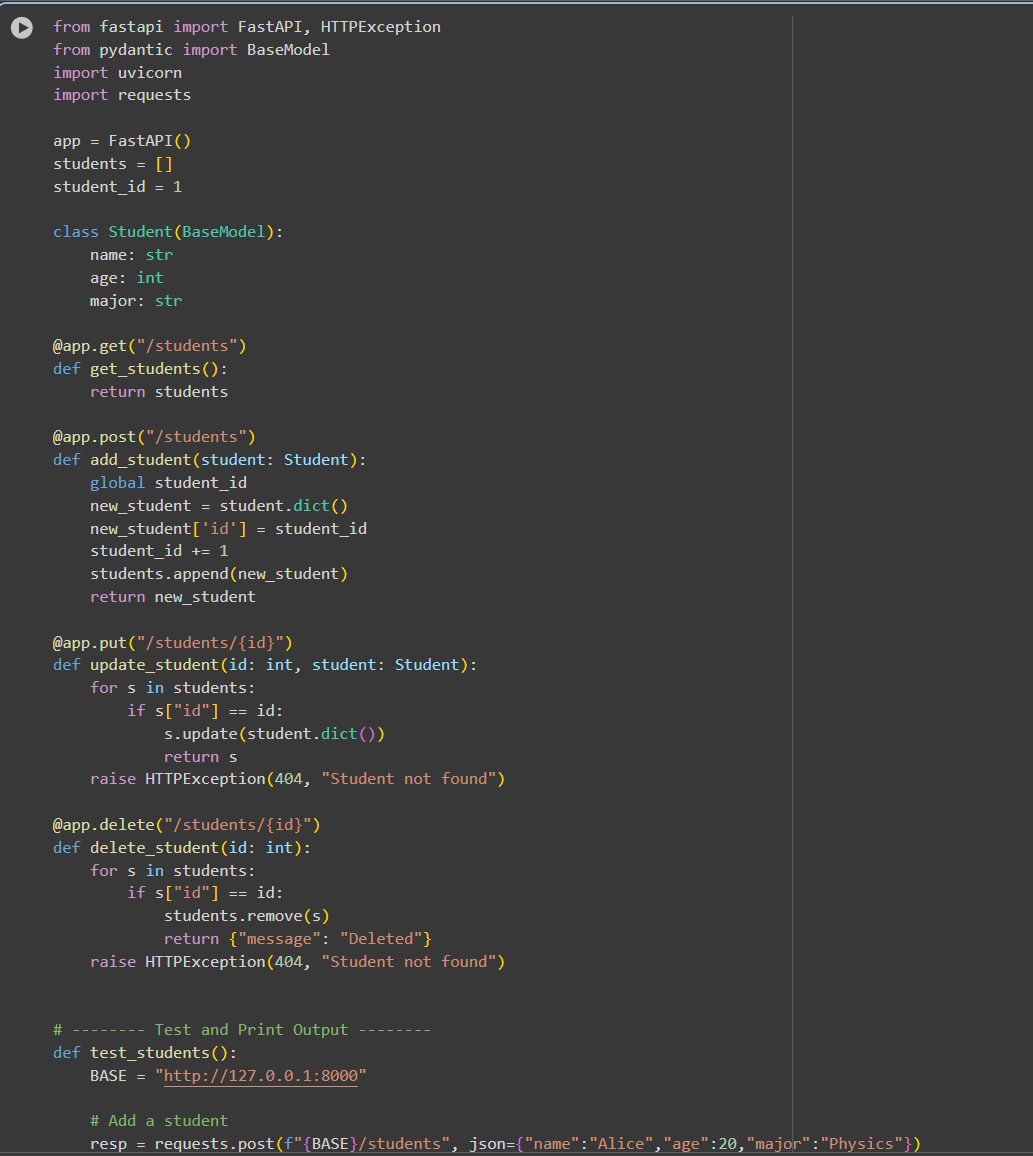 from fastapi import FastAPI, HTTPException
from pydantic import BaseModel
import uvicorn
import requests

app = FastAPI()
students = []
student_id = 1

class Student(BaseModel):
    name: str
    age: int
    major: str

@app.get("/students")
def get_students():
    return students

@app.post("/students")
def add_student(student: Student):
    global student_id
    new_student = student.dict()
    new_student['id'] = student_id
    student_id += 1
    students.append(new_student)
    return new_student

@app.put("/students/{id}")
def update_student(id: int, student: Student):
    for s in students:
        if s["id"] == id:
            s.update(student.dict())
            return s
    raise HTTPException(404, "Student not found")

@app.delete("/students/{id}")
def delete_student(id: int):
    for s in students:
        if s["id"] == id:
            students.remove(s)
            return {"message": "Deleted"}
    raise HTTPException(404, "Student not found")


# -------- Test and Print Output --------
def test_students():
    BASE = "http://127.0.0.1:8000"

    # Add a student
    resp = requests.post(f"{BASE}/students", json={"name":"Alice","age":20,"major":"Physics"})